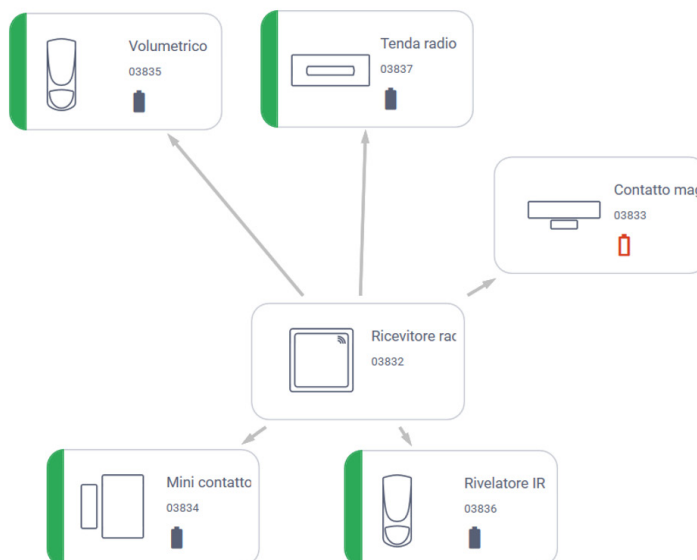 Volumetrico
03835
Tenda radio
03837
Contatto mag
03833
Ricevitore rac
03832
Mini contatto
03834
Rivelatore IR
03836